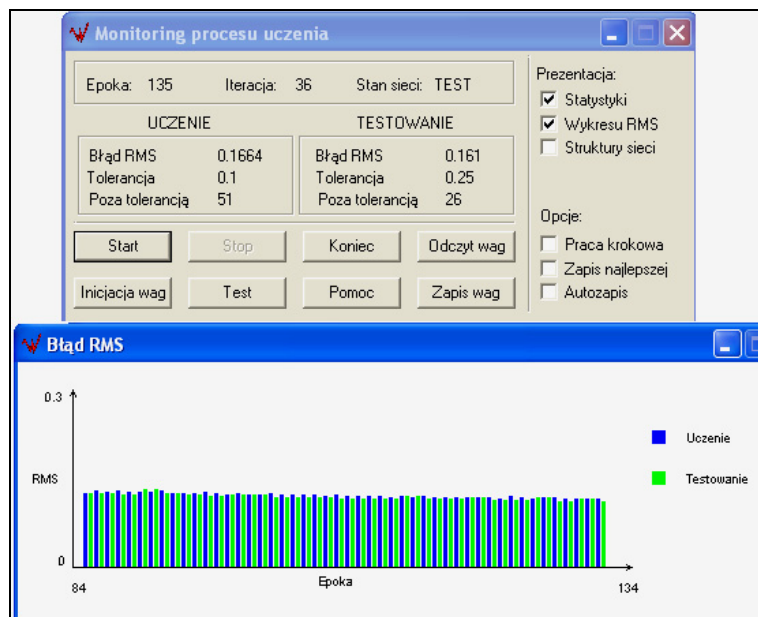 Monitoring procesu uczenia
Epoka: 135 Iteracja: 36 Stan sieci: TEST
UCZENIE
Błąd RMS 0.1664
Tolerancja 0.1
Poza tolerancją 51
TESTOWANIE
Błąd RMS 0.161
Tolerancja 0.25
Poza tolerancją 26
Prezentacja:
Statystyki
Wykresu RMS
Struktury sieci
Start Stop Koniec Odczyt wag
Inicjacja wag Test Pomoc Zapis wag
Opcje:
Praca krokowa
Zapis najlepszej
Autozapis
Błąd RMS
0.3
RMS
0
84
Epoka
134
Uczenie
Testowanie